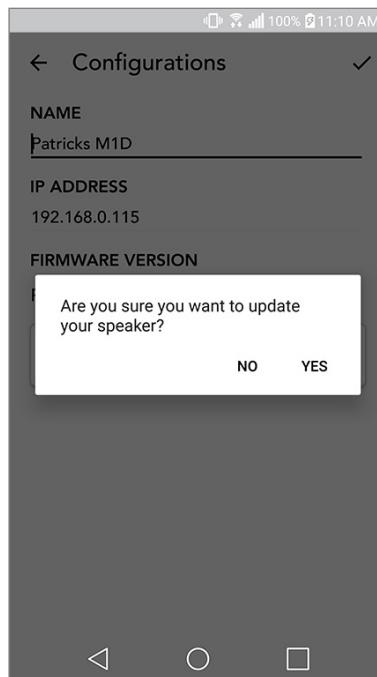 100% 11:10 AM
Configurations
NAME
Patricks M1D
IP ADDRESS
192.168.0.115
FIRMWARE VERSION
Are you sure you want to update
your speaker?
NO YES